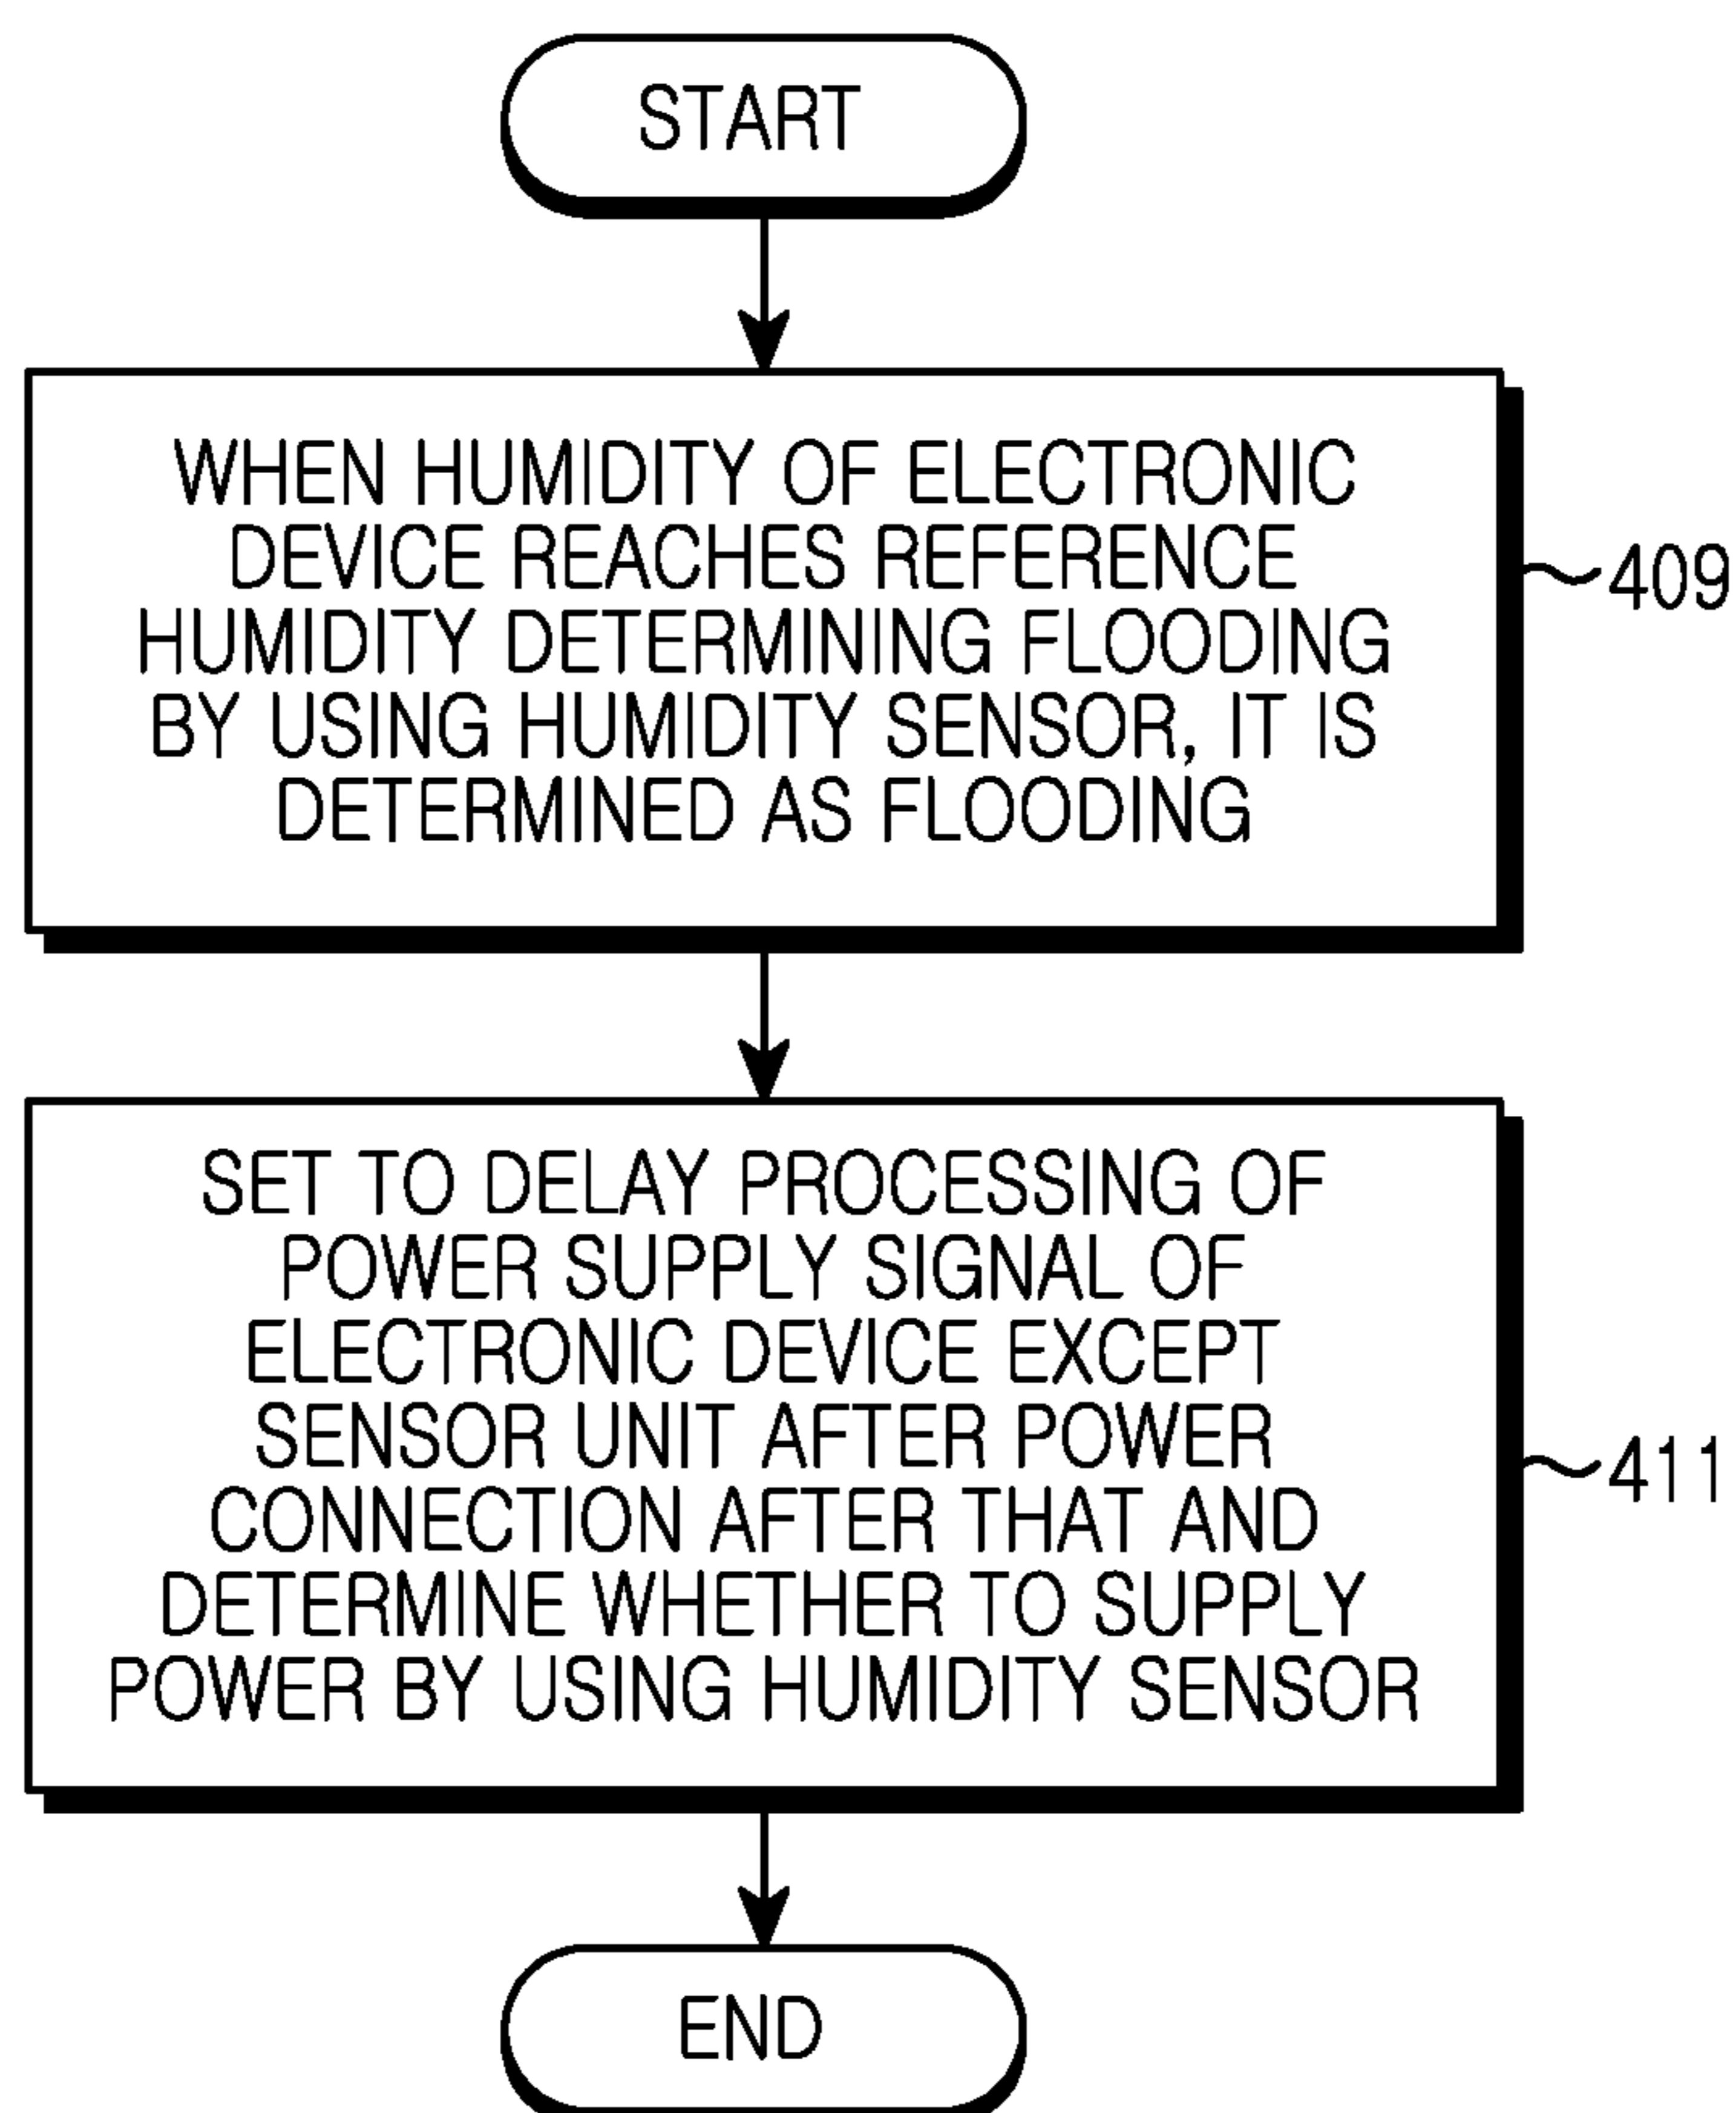 START
WHEN HUMIDITY OF ELECTRONIC
DEVICE REACHES REFERENCE
HUMIDITY DETERMINING FLOODING
BY USING HUMIDITY SENSOR, IT IS
DETERMINED AS FLOODING
409
SET TO DELAY PROCESSING OF
POWER SUPPLY SIGNAL OF
ELECTRONIC DEVICE EXCEPT
SENSOR UNIT AFTER POWER
CONNECTION AFTER THAT AND
DETERMINE WHETHER TO SUPPLY
POWER BY USING HUMIDITY SENSOR
411
END